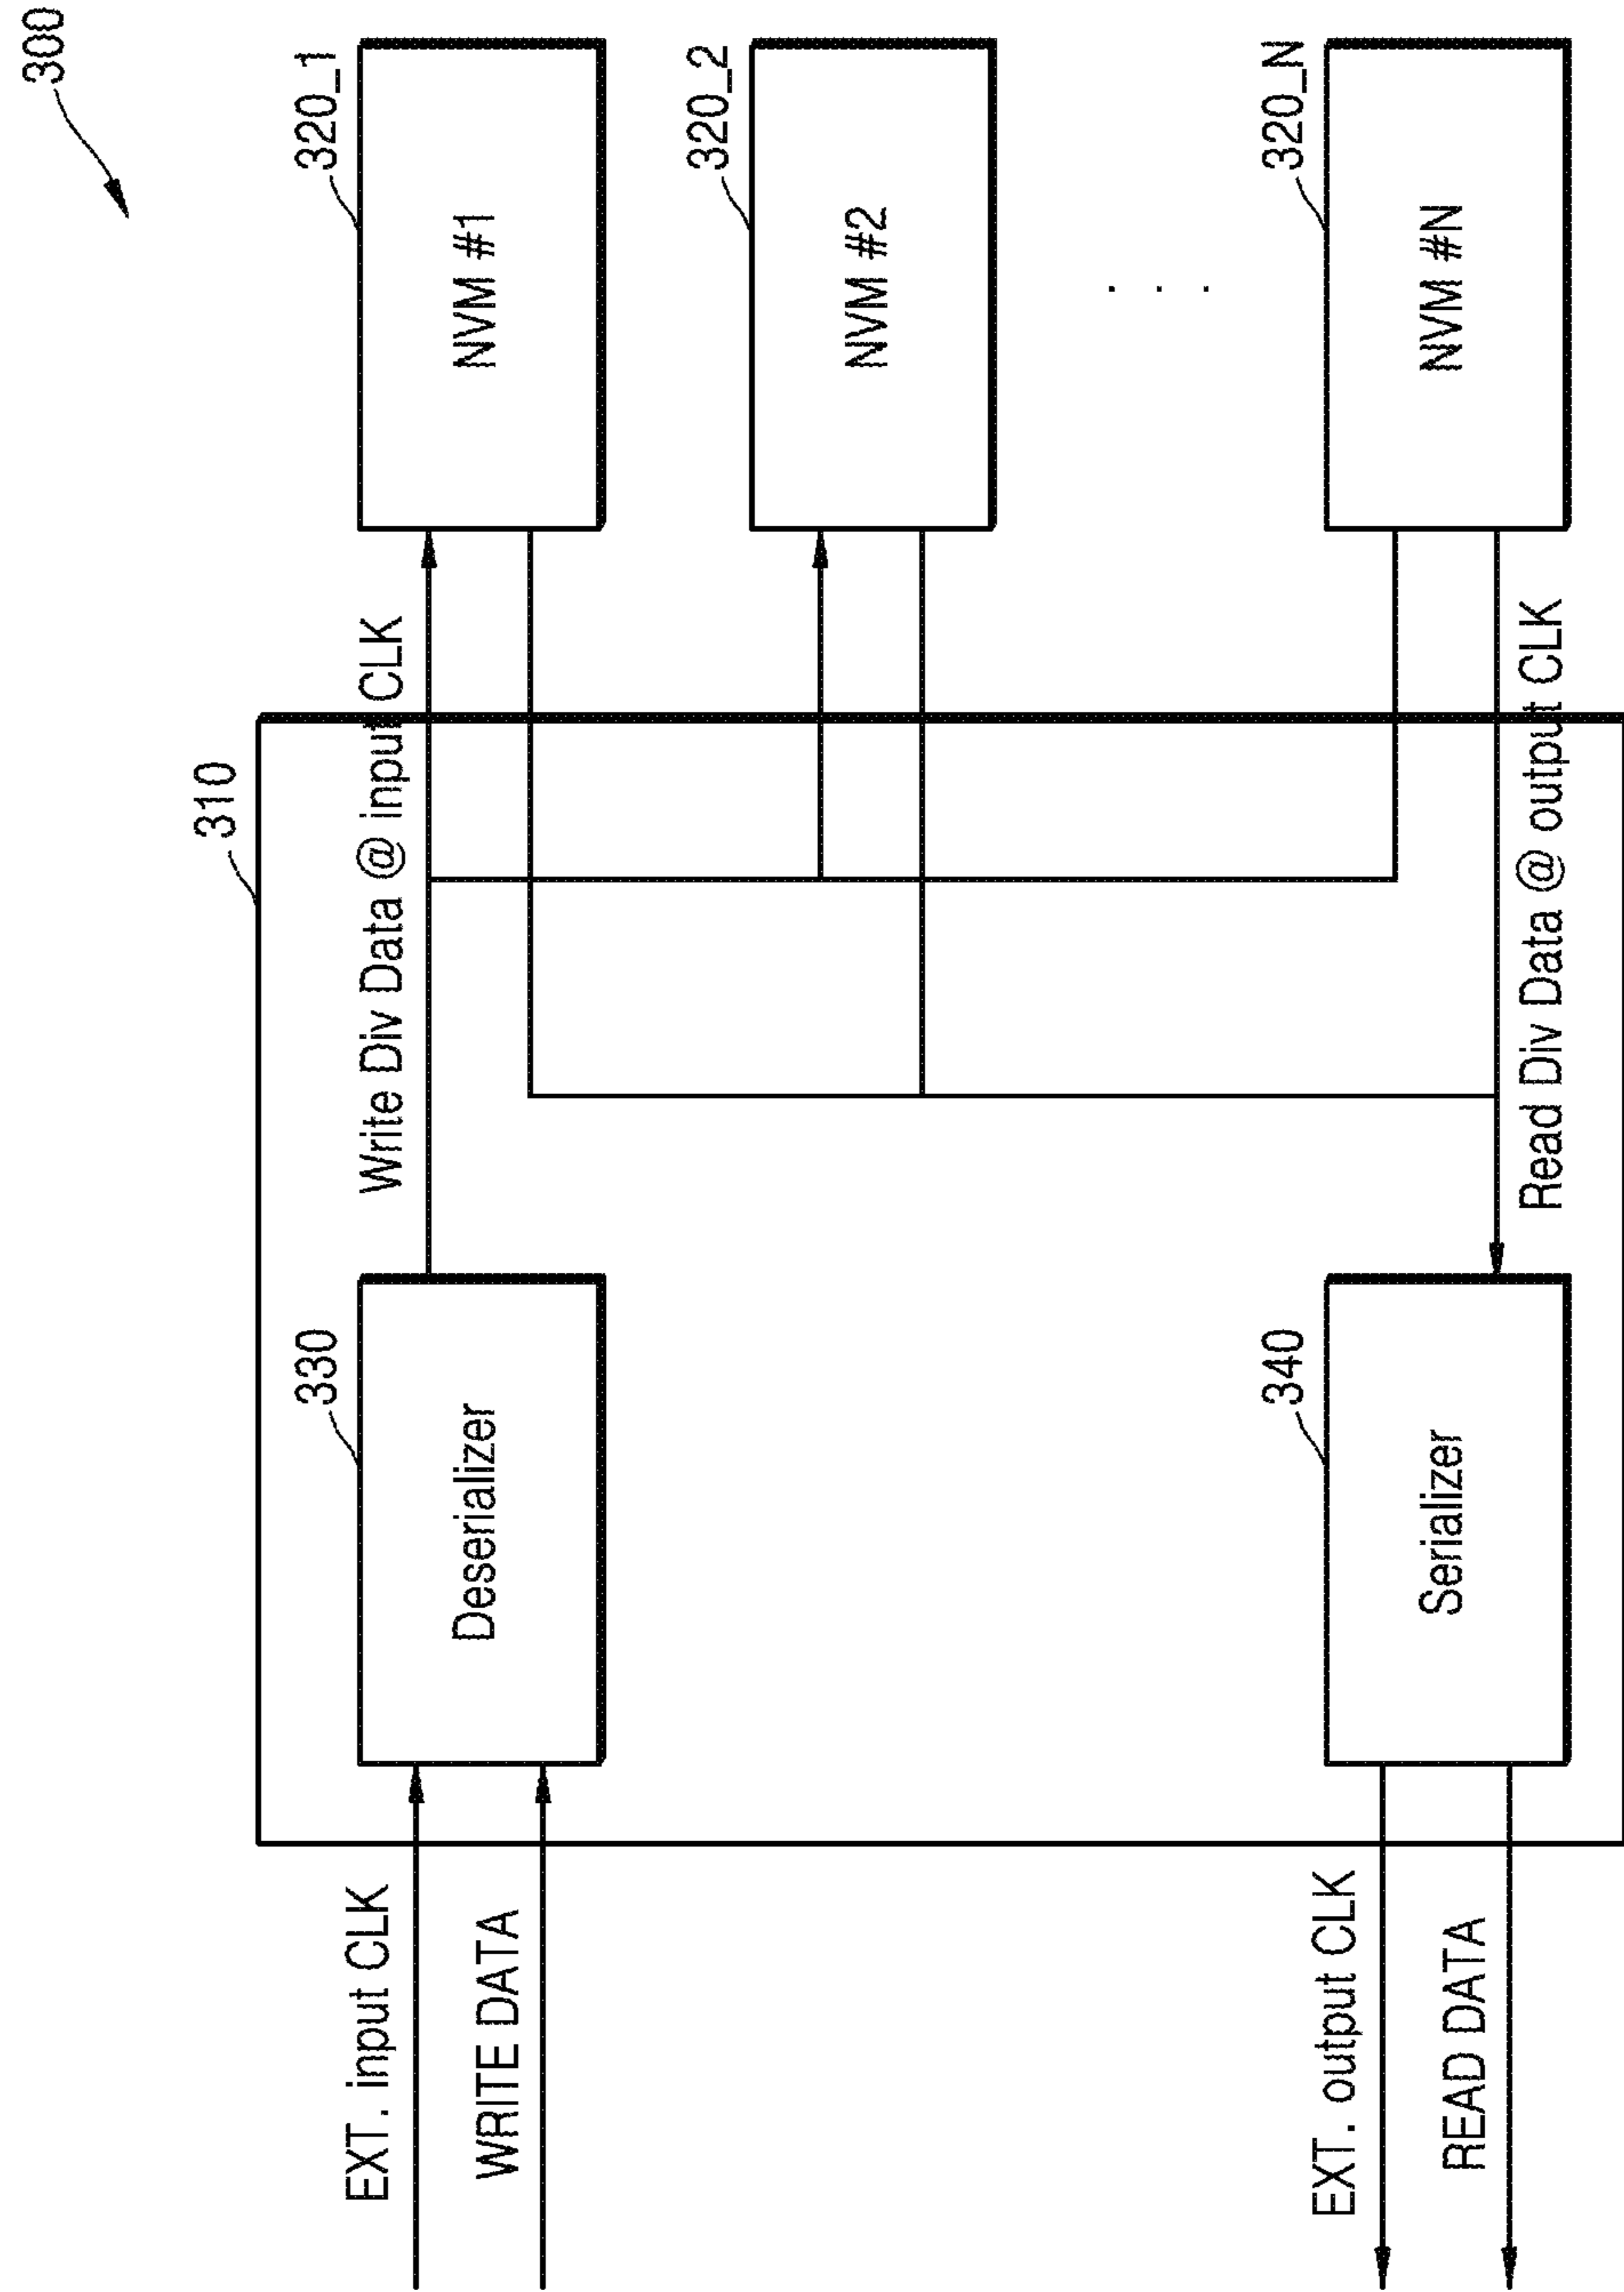 300
310
330
Deserializer
EXT. input CLK
WRITE DATA
Write Div Data @ input CLK
320_1
NVM #1
320_2
NVM #2
. . .
340
Serializer
EXT. output CLK
READ DATA
Read Div Data @ output CLK
320_N
NVM #N